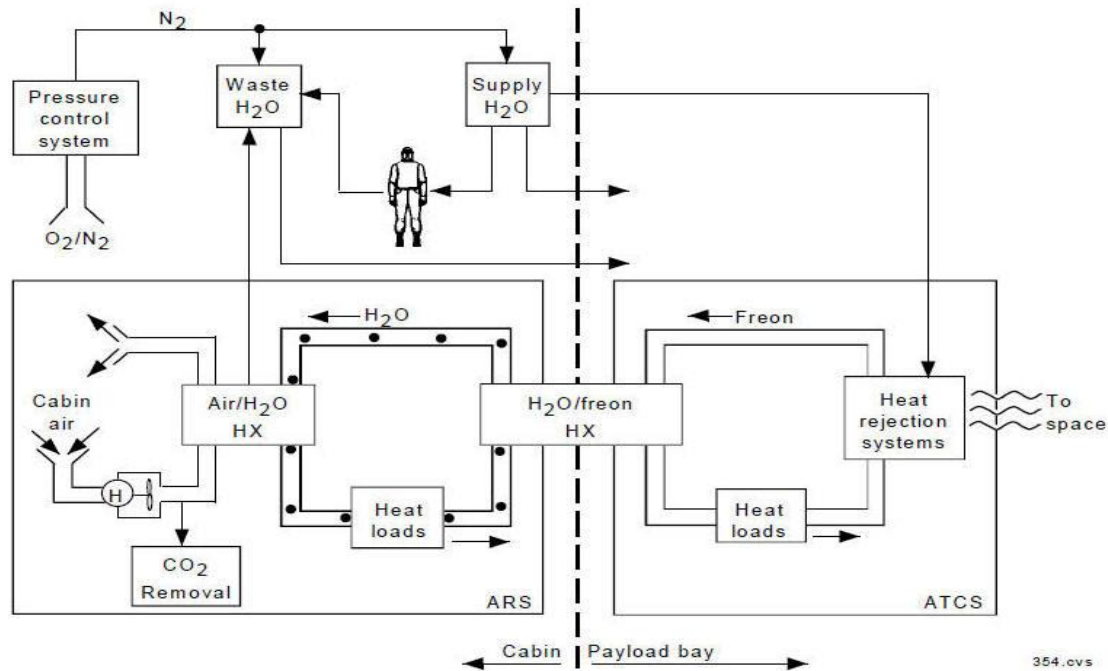 N2
Pressure
control
system
Waste
H2O
Supply
H2O
O2/N2
H2O
Freon
Cabin
air
Air/H2O
HX
H2O/freon
HX
Heat
rejection
systems
To
space
H
Heat
loads
Heat
loads
CO2
Removal
ARS
ATCS
Cabin
Payload bay
354.cvs